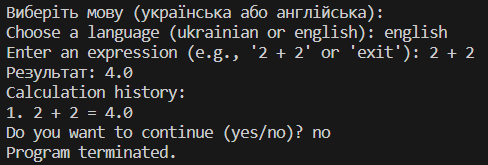 Виберіть мову (українська або англійська):
Choose a language (ukrainian or english): english
Enter an expression (e.g., '2 + 2' or 'exit'): 2 + 2
Результат: 4.0
Calculation history:
1. 2 + 2 = 4.0
Do you want to continue (yes/no)? no
Program terminated.